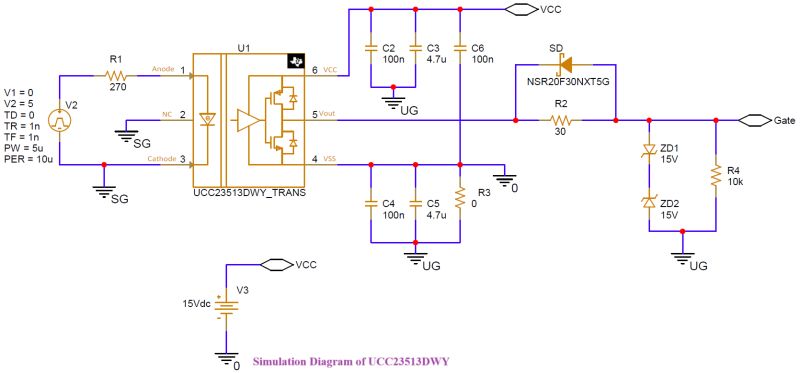 VCC
U1
R1
270
Anode
1
NC
2
Cathode
3
6
VCC
5
Vout
4
VSS
UCC23513DWY_TRANS
V1 = 0
V2 = 5
TD = 0
TR = 1n
TF = 1n
PW = 5u
PER = 10u
V2
SG
SG
C2
100n
C3
4.7u
C6
100n
UG
SD
NSR20F30NXT5G
R2
30
Gate
ZD1
15V
ZD2
15V
R4
10k
UG
C4
100n
C5
4.7u
R3
0
0
UG
VCC
V3
15Vdc
0
Simulation Diagram of UCC23513DWY